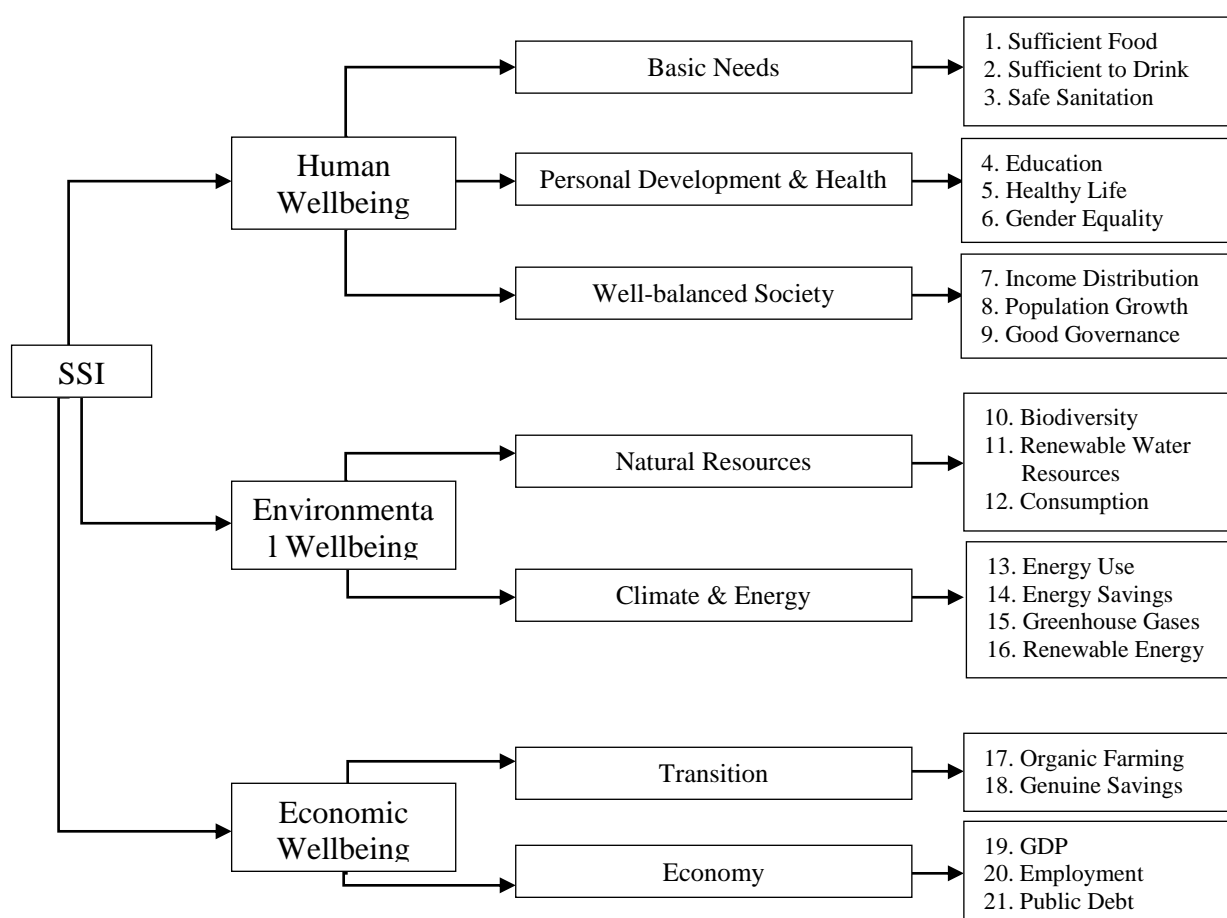 SSI
Human
Wellbeing
Basic Needs
1. Sufficient Food
2. Sufficient to Drink
3. Safe Sanitation
Personal Development & Health
4. Education
5. Healthy Life
6. Gender Equality
Well-balanced Society
7. Income Distribution
8. Population Growth
9. Good Governance
Environmenta
l Wellbeing
Natural Resources
10. Biodiversity
11. Renewable Water
Resources
12. Consumption
Climate & Energy
13. Energy Use
14. Energy Savings
15. Greenhouse Gases
16. Renewable Energy
Economic
Wellbeing
Transition
17. Organic Farming
18. Genuine Savings
Economy
19. GDP
20. Employment
21. Public Debt